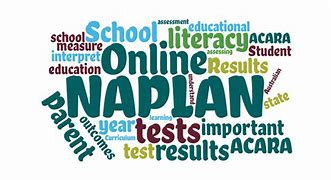 assessment
School educational
school literacy ACARA
measure Online assessing Student
interpret Results
education understand
NAPLAN Australian
state
parent outcomes year learning
Curriculum tests important
test results ACARA